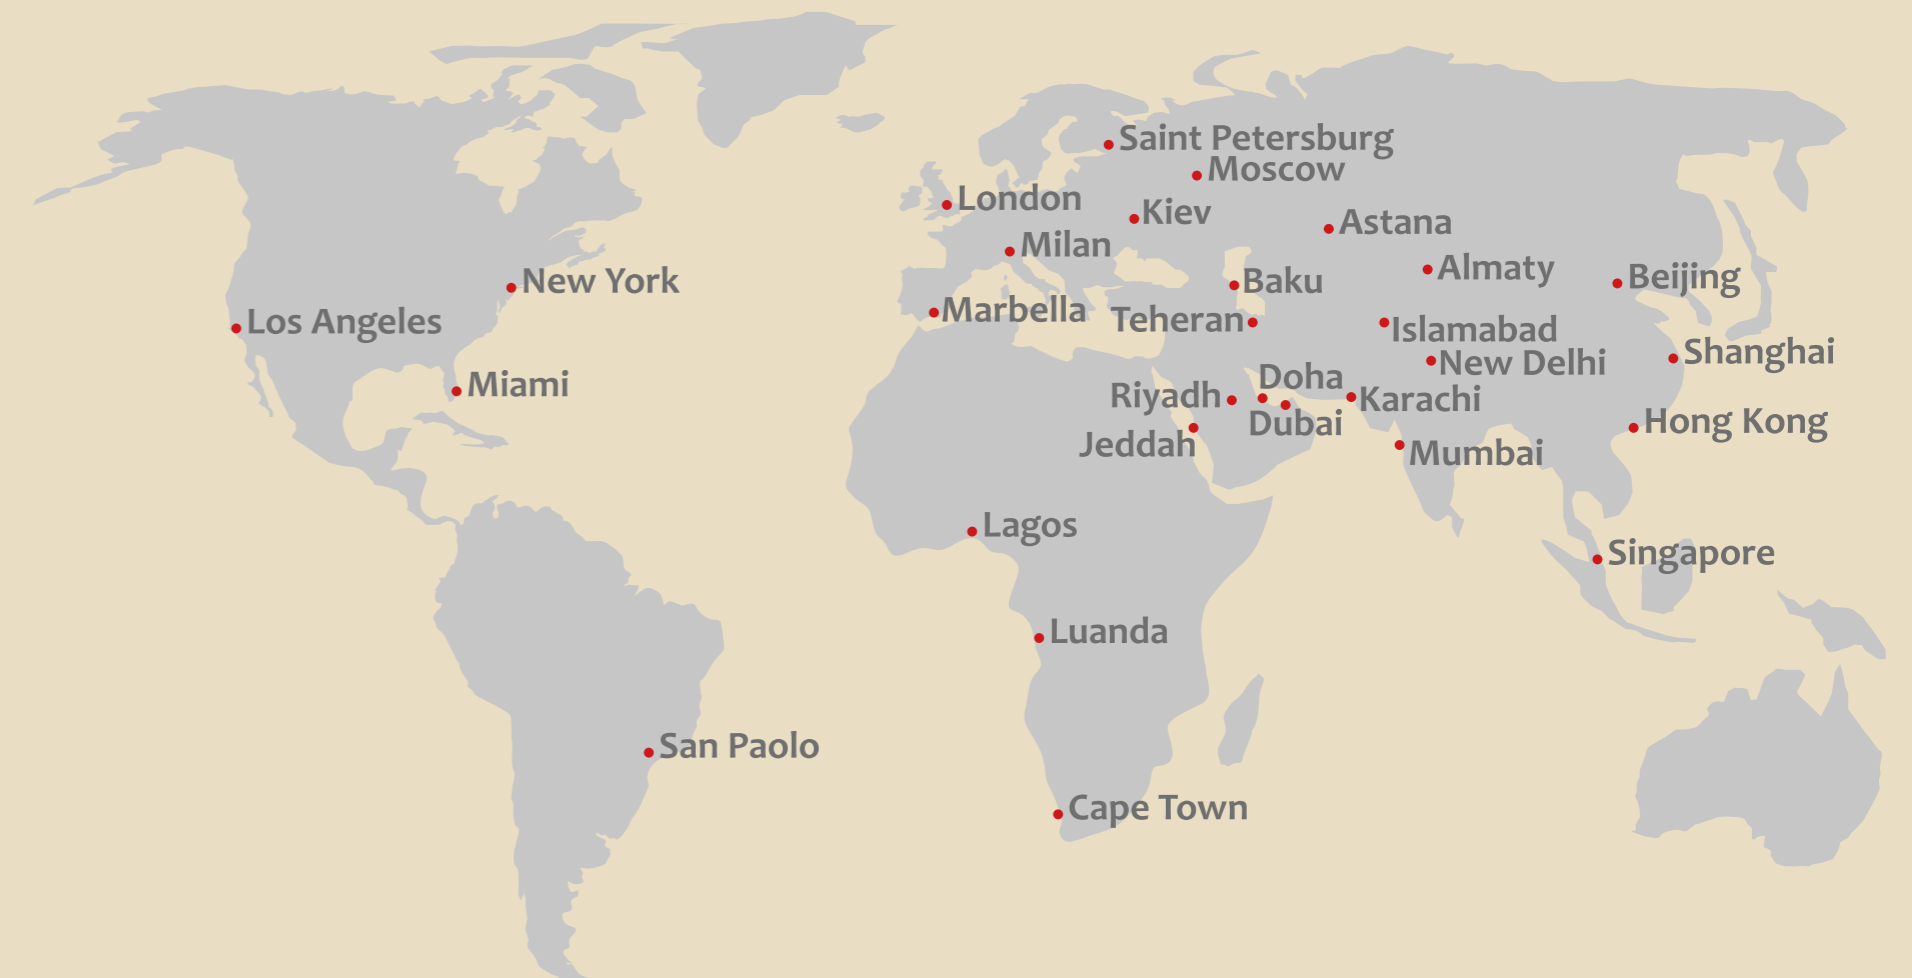 Saint Petersburg
Moscow
London
Kiev
Astana
Milan
Almaty
New York
Baku
Beijing
Los Angeles
Marbella
Teheran
Islamabad
Shanghai
New Delhi
Miami
Doha
Riyadh
Karachi
Dubai
Hong Kong
Jeddah
Mumbai
Lagos
Singapore
Luanda
San Paolo
Cape Town